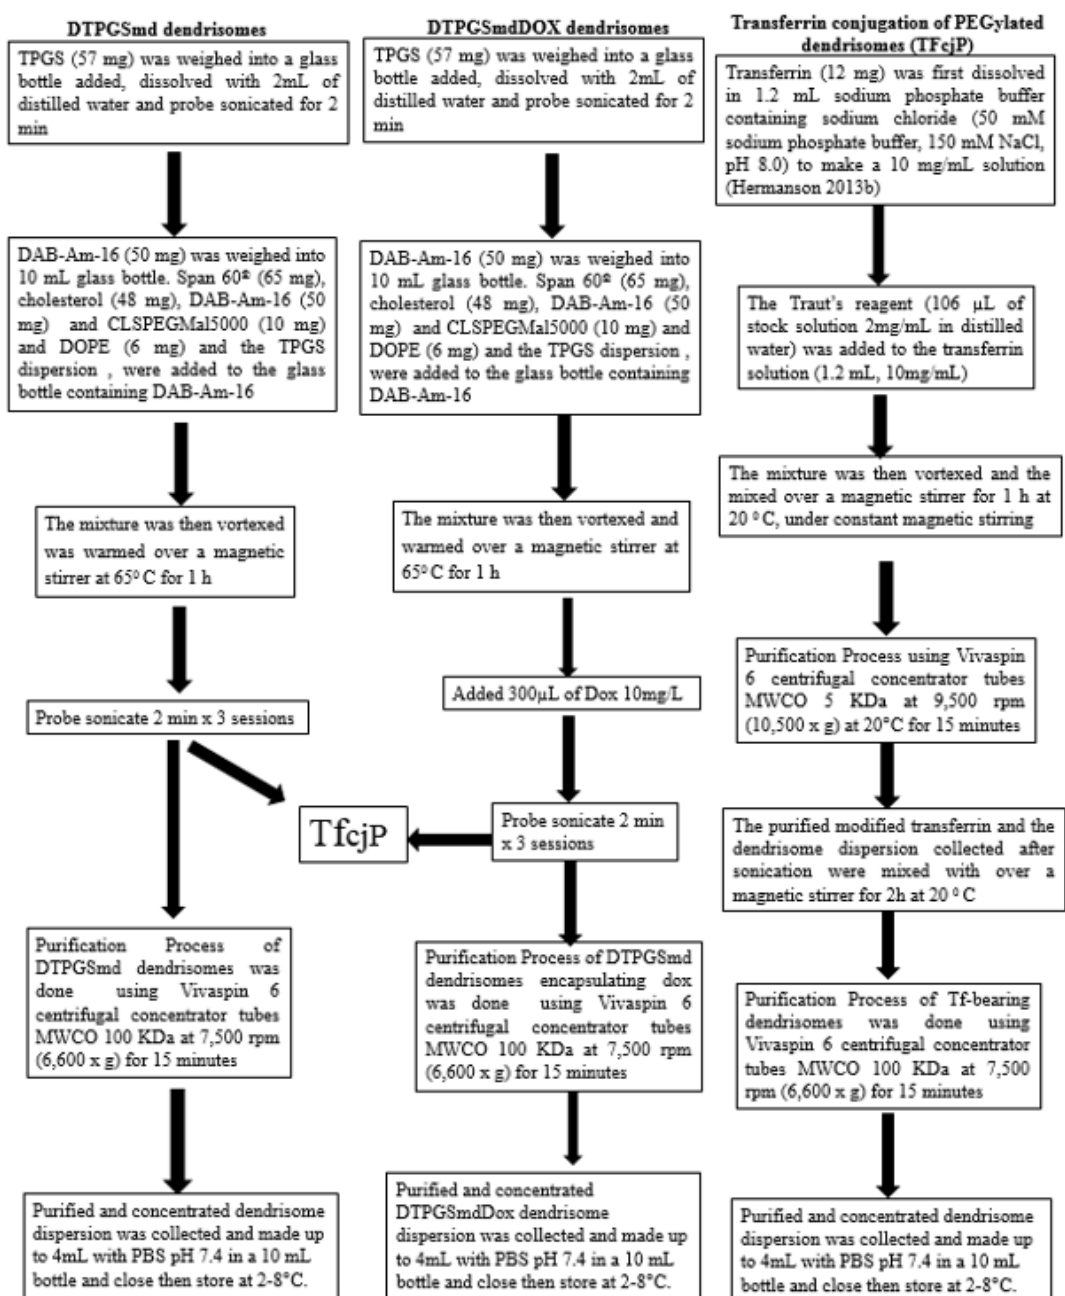 DTPGSmd dendrisomes
TPGS (57 mg) was weighed into a glass
bottle added, dissolved with 2mL of
distilled water and probe sonicated for 2
min
DAB-Am-16 (50 mg) was weighed into
10 mL glass bottle. Span 60® (65 mg),
cholesterol (48 mg), DAB-Am-16 (50
mg) and CLSPEGMal5000 (10 mg)
and DOPE (6 mg) and the TPGS
dispersion , were added to the glass
bottle containing DAB-Am-16
The mixture was then vortexed
was warmed over a magnetic
stirrer at 65⁰ C for 1 h
Probe sonicate 2 min x 3 sessions
Purification Process of
DTPGSmd dendrisomes was
done using Vivaspin 6
centrifugal concentrator tubes
MWCO 100 KDa at 7,500 rpm
(6,600 x g) for 15 minutes
Purified and concentrated dendrisome
dispersion was collected and made up
to 4mL with PBS pH 7.4 in a 10 mL
bottle and close then store at 2-8°C.
DTPGSmdDOX dendrisomes
TPGS (57 mg) was weighed into a glass
bottle added, dissolved with 2mL of
distilled water and probe sonicated for 2
min
DAB-Am-16 (50 mg) was weighed into
10 mL glass bottle. Span 60® (65 mg),
cholesterol (48 mg), DAB-Am-16 (50
mg) and CLSPEGMal5000 (10 mg) and
DOPE (6 mg) and the TPGS dispersion ,
were added to the glass bottle containing
DAB-Am-16
The mixture was then vortexed and
warmed over a magnetic stirrer at
65⁰ C for 1 h
Added 300µL of Dox 10mg/L
Probe sonicate 2 min
x 3 sessions
TfcjP
Purification Process of DTPGSmd
dendrisomes encapsulating dox
was done using Vivaspin 6
centrifugal concentrator tubes
MWCO 100 KDa at 7,500 rpm
(6,600 x g) for 15 minutes
Purified and concentrated
DTPGSmdDox dendrisome
dispersion was collected and made up
to 4mL with PBS pH 7.4 in a 10 mL
bottle and close then store at 2-8°C.
Transferrin conjugation of PEGylated
dendrisomes (TFcjP)
Transferrin (12 mg) was first dissolved
in 1.2 mL sodium phosphate buffer
containing sodium chloride (50 mM
sodium phosphate buffer, 150 mM NaCl,
pH 8.0) to make a 10 mg/mL solution
(Hermanson 2013b)
The Traut's reagent (106 µL of
stock solution 2mg/mL in distilled
water) was added to the transferrin
solution (1.2 mL, 10mg/mL)
The mixture was then vortexed and the
mixed over a magnetic stirrer for 1 h at
20 ⁰ C, under constant magnetic stirring
Purification Process using Vivaspin
6 centrifugal concentrator tubes
MWCO 5 KDa at 9,500 rpm
(10,500 x g) at 20°C for 15 minutes
The purified modified transferrin and the
dendrisome dispersion collected after
sonication were mixed with over a
magnetic stirrer for 2h at 20 ⁰ C
Purification Process of Tf-bearing
dendrisomes was done using
Vivaspin 6 centrifugal concentrator
tubes MWCO 100 KDa at 7,500
rpm (6,600 x g) for 15 minutes
Purified and concentrated dendrisome
dispersion was collected and made up
to 4mL with PBS pH 7.4 in a 10 mL
bottle and close then store at 2-8°C.